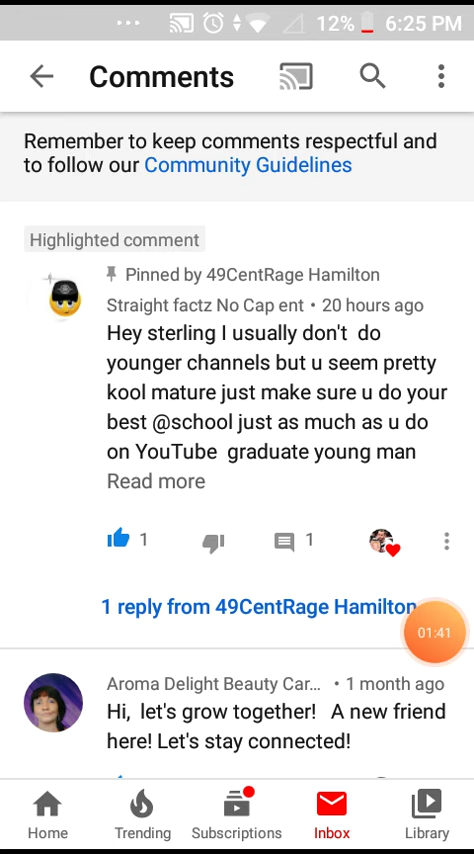 12% 6:25 PM
Comments
Remember to keep comments respectful and
to follow our Community Guidelines
Highlighted comment
Pinned by 49CentRage Hamilton
Straight factz No Cap ent • 20 hours ago
Hey sterling I usually don't do
younger channels but u seem pretty
kool mature just make sure u do your
best @school just as much as u do
on YouTube graduate young man
Read more
1 1
1 reply from 49CentRage Hamilton
01:41
Aroma Delight Beauty Car... • 1 month ago
Hi, let's grow together! A new friend
here! Let's stay connected!
Home Trending Subscriptions Inbox Library